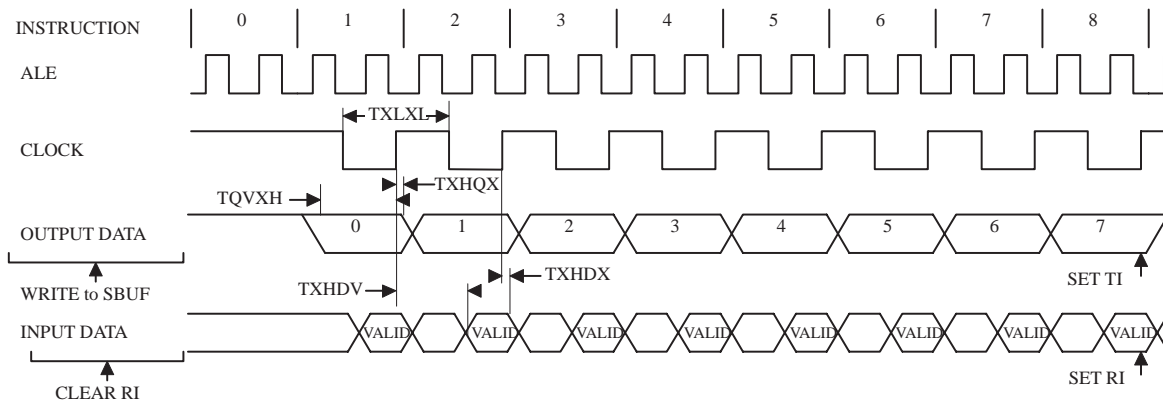 INSTRUCTION 0 1 2 3 4 5 6 7 8
ALE
TXLXL
CLOCK
TXHQX
TQVXH
OUTPUT DATA 0 1 2 3 4 5 6 7
TXHDX
SET TI
WRITE to SBUF
TXHDV
INPUT DATA VALID VALID VALID VALID VALID VALID VALID VALID
SET RI
CLEAR RI